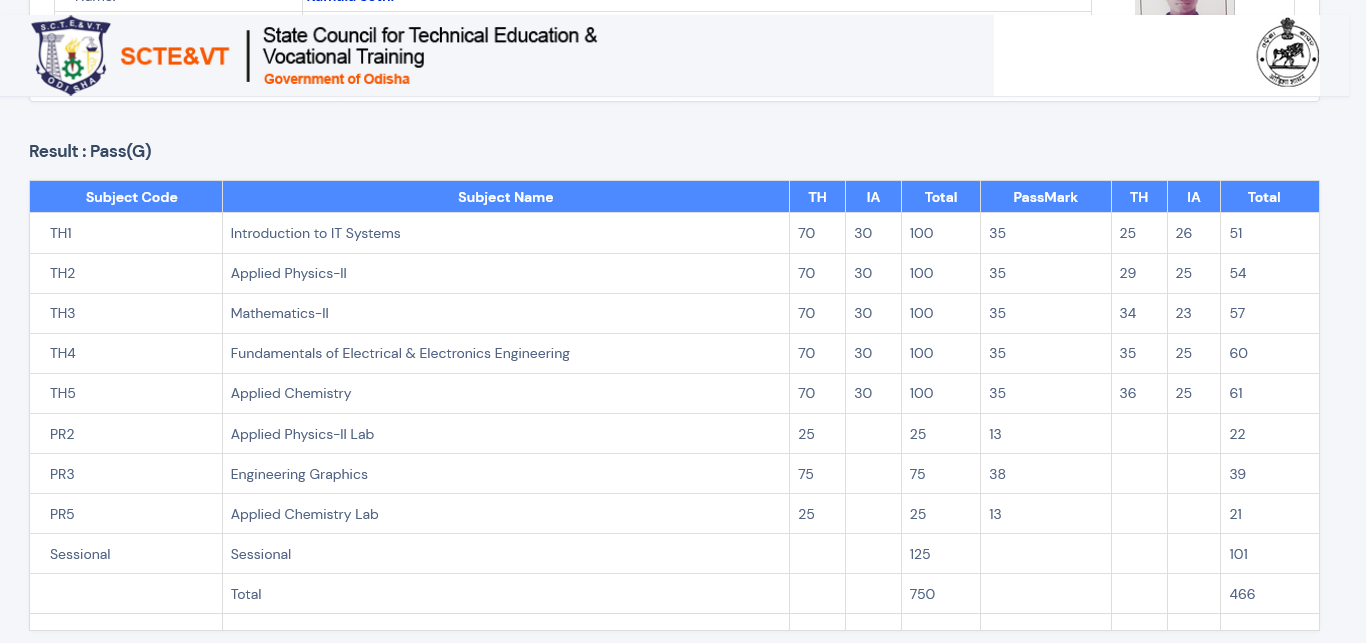 S.C.T.E.&V.T.
ODISHA
SCTE&VT
State Council for Technical Education &
Vocational Training
Government of Odisha
Result : Pass(G)
Subject Code Subject Name TH IA Total PassMark TH IA Total
TH1 Introduction to IT Systems 70 30 100 35 25 26 51
TH2 Applied Physics-II 70 30 100 35 29 25 54
TH3 Mathematics-II 70 30 100 35 34 23 57
TH4 Fundamentals of Electrical & Electronics Engineering 70 30 100 35 35 25 60
TH5 Applied Chemistry 70 30 100 35 36 25 61
PR2 Applied Physics-II Lab 25 25 13 22
PR3 Engineering Graphics 75 75 38 39
PR5 Applied Chemistry Lab 25 25 13 21
Sessional Sessional 125 101
Total 750 466